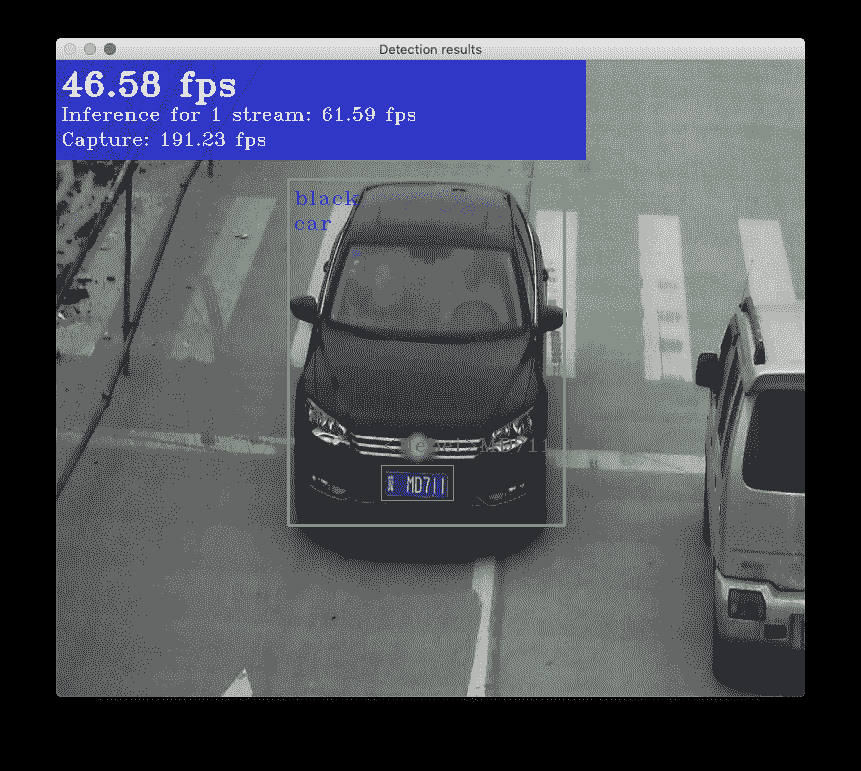 Detection results
46.58 fps
Inference for 1 stream: 61.59 fps
Capture: 191.23 fps
black
car
MD711